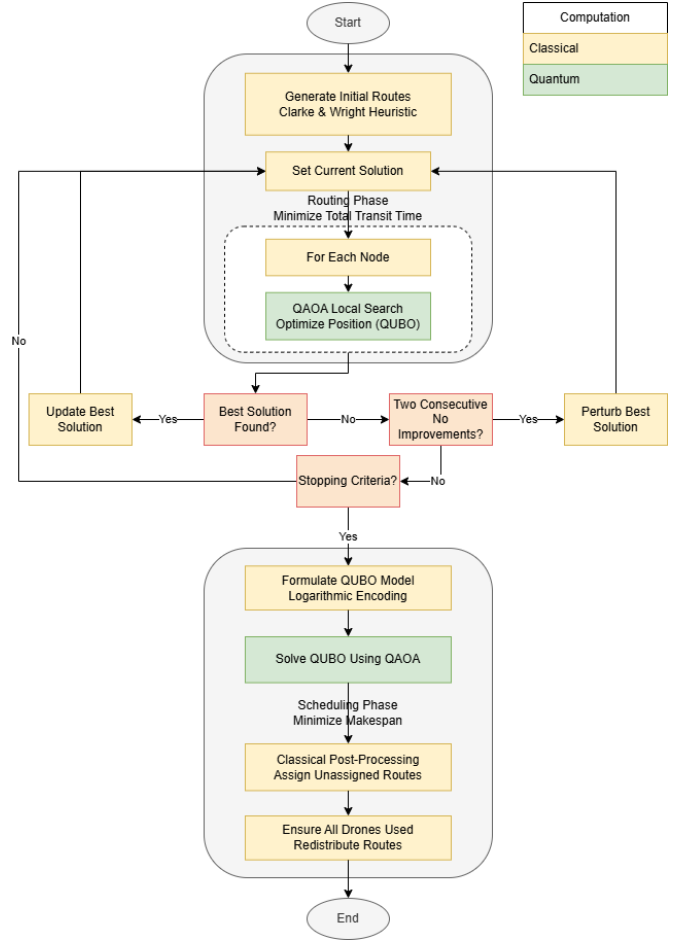 Start
Computation
Classical
Quantum
Generate Initial Routes
Clarke & Wright Heuristic
Set Current Solution
Routing Phase
Minimize Total Transit Time
For Each Node
QAOA Local Search
Optimize Position (QUBO)
No
Update Best
Solution
Yes
Best Solution
Found?
No
Two Consecutive
No
Improvements?
Yes
Perturb Best
Solution
Stopping Criteria?
No
Yes
Formulate QUBO Model
Logarithmic Encoding
Solve QUBO Using QAOA
Scheduling Phase
Minimize Makespan
Classical Post-Processing
Assign Unassigned Routes
Ensure All Drones Used
Redistribute Routes
End